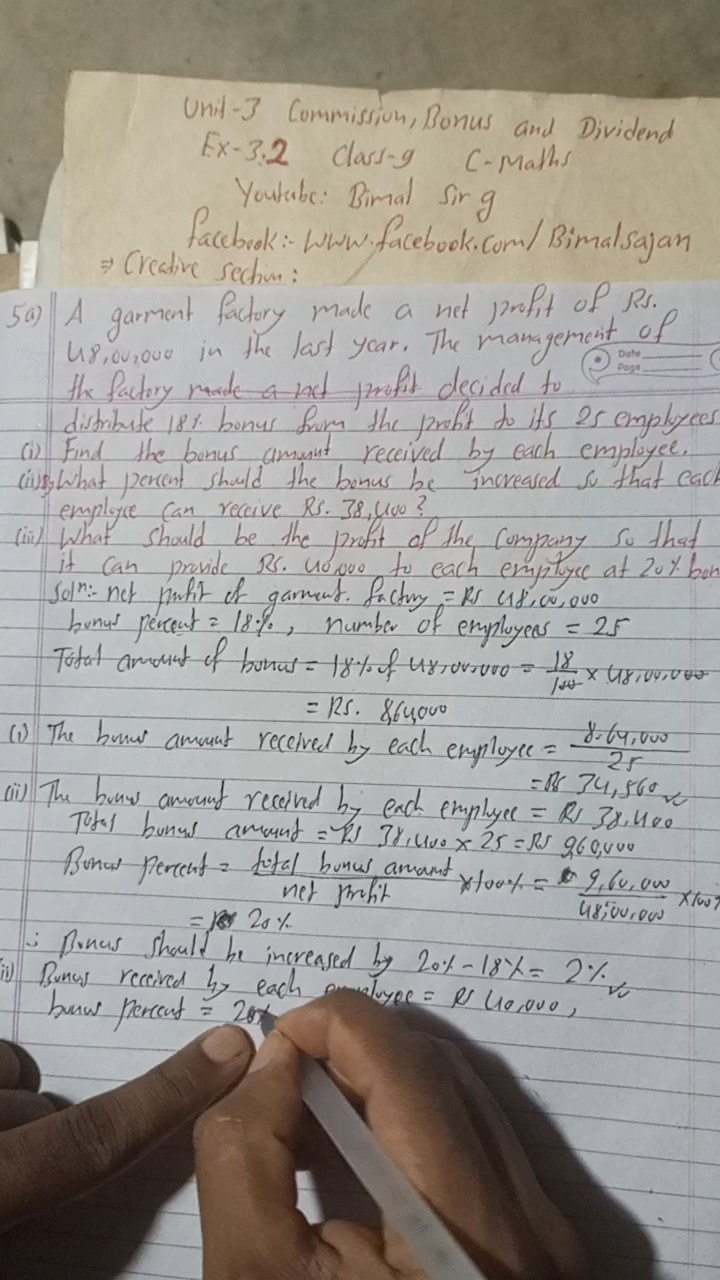 Unit-3 Commission, Bonus and Dividend
Ex-3.2 Class-9 C-Maths
Youtube: Bimal Sir g
facebook:- www.facebook.com/Bimalsajan
⇒ Creative section:
5a) A garment factory made a net profit of Rs.
48,00,000 in the last year. The management of
Date
Page
the factory made a net profit decided to
distribute 18% bonus from the profit to its 25 employees
(i) Find the bonus amount received by each employee.
(ii) What percent should the bonus be increased so that each
employee can receive Rs. 38,400?
(iii) What should be the profit of the company so that
it can provide Rs. 40,000 to each employee at 20% bon
Solⁿ:- net profit of garment factory = Rs 48,00,000
bonus percent = 18%, number of employees = 25
Total amount of bonus = 18% of 48,00,000 = 18/100 × 48,00,000
= Rs. 864000
(i) The bonus amount received by each employee = 8,64,000/25
= Rs 34,560
(ii) The bonus amount received by each employee = Rs 38,400
Total bonus amount = Rs 38,400 × 25 = Rs 960,000
Bonus Percent = total bonus amount/net profit × 100% = 9,60,000/48,00,000 × 100%
= 20%
∴ Bonus should be increased by 20% - 18% = 2%
ii) Bonus received by each employee = Rs 40,000,
bonus percent = 20%